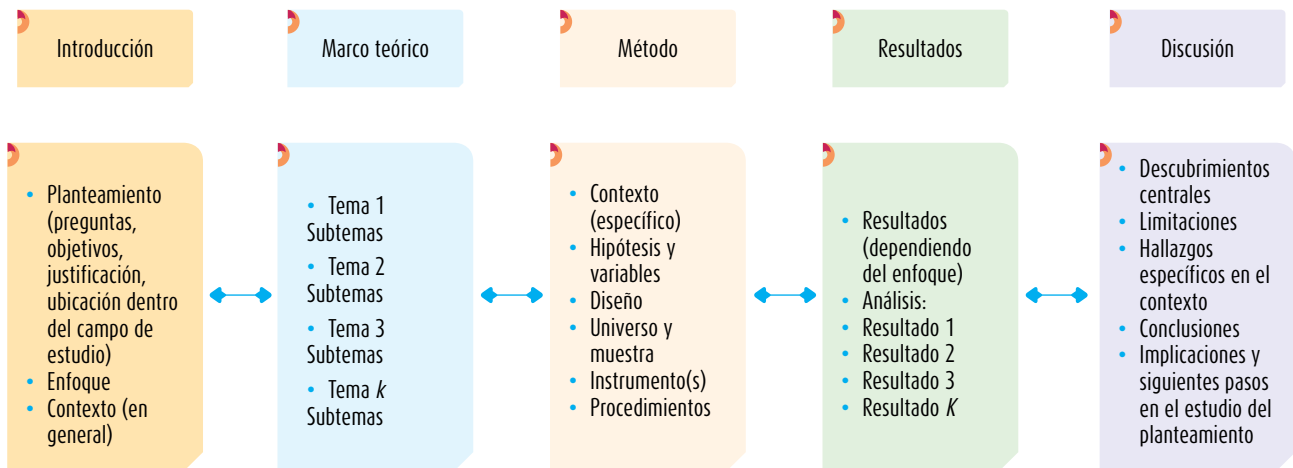 Introducción
Marco teórico
Método
Resultados
Discusión
• Planteamiento
(preguntas,
objetivos,
justificación,
ubicación dentro
del campo de
estudio)
• Enfoque
• Contexto (en
general)
• Tema 1
Subtemas
• Tema 2
Subtemas
• Tema 3
Subtemas
• Tema k
Subtemas
• Contexto
(específico)
• Hipótesis y
variables
• Diseño
• Universo y
muestra
• Instrumento(s)
• Procedimientos
• Resultados
(dependiendo
del enfoque)
• Análisis:
• Resultado 1
• Resultado 2
• Resultado 3
• Resultado K
• Descubrimientos
centrales
• Limitaciones
• Hallazgos
específicos en el
contexto
• Conclusiones
• Implicaciones y
siguientes pasos
en el estudio del
planteamiento